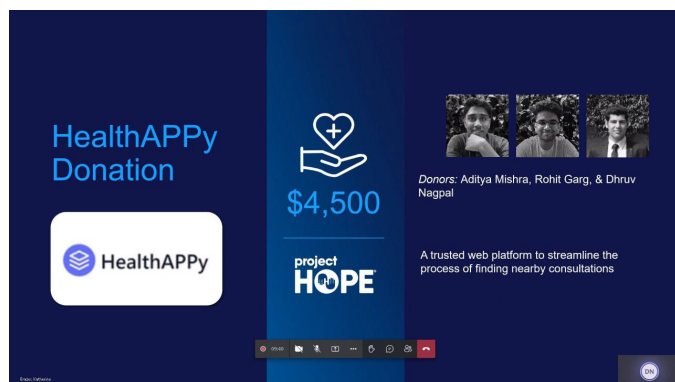 HealthAPPy
Donation
HealthAPPy
$4,500
project
HOPE
Donors: Aditya Mishra, Rohit Garg, & Dhruv
Nagpal
A trusted web platform to streamline the
process of finding nearby consultations
DN